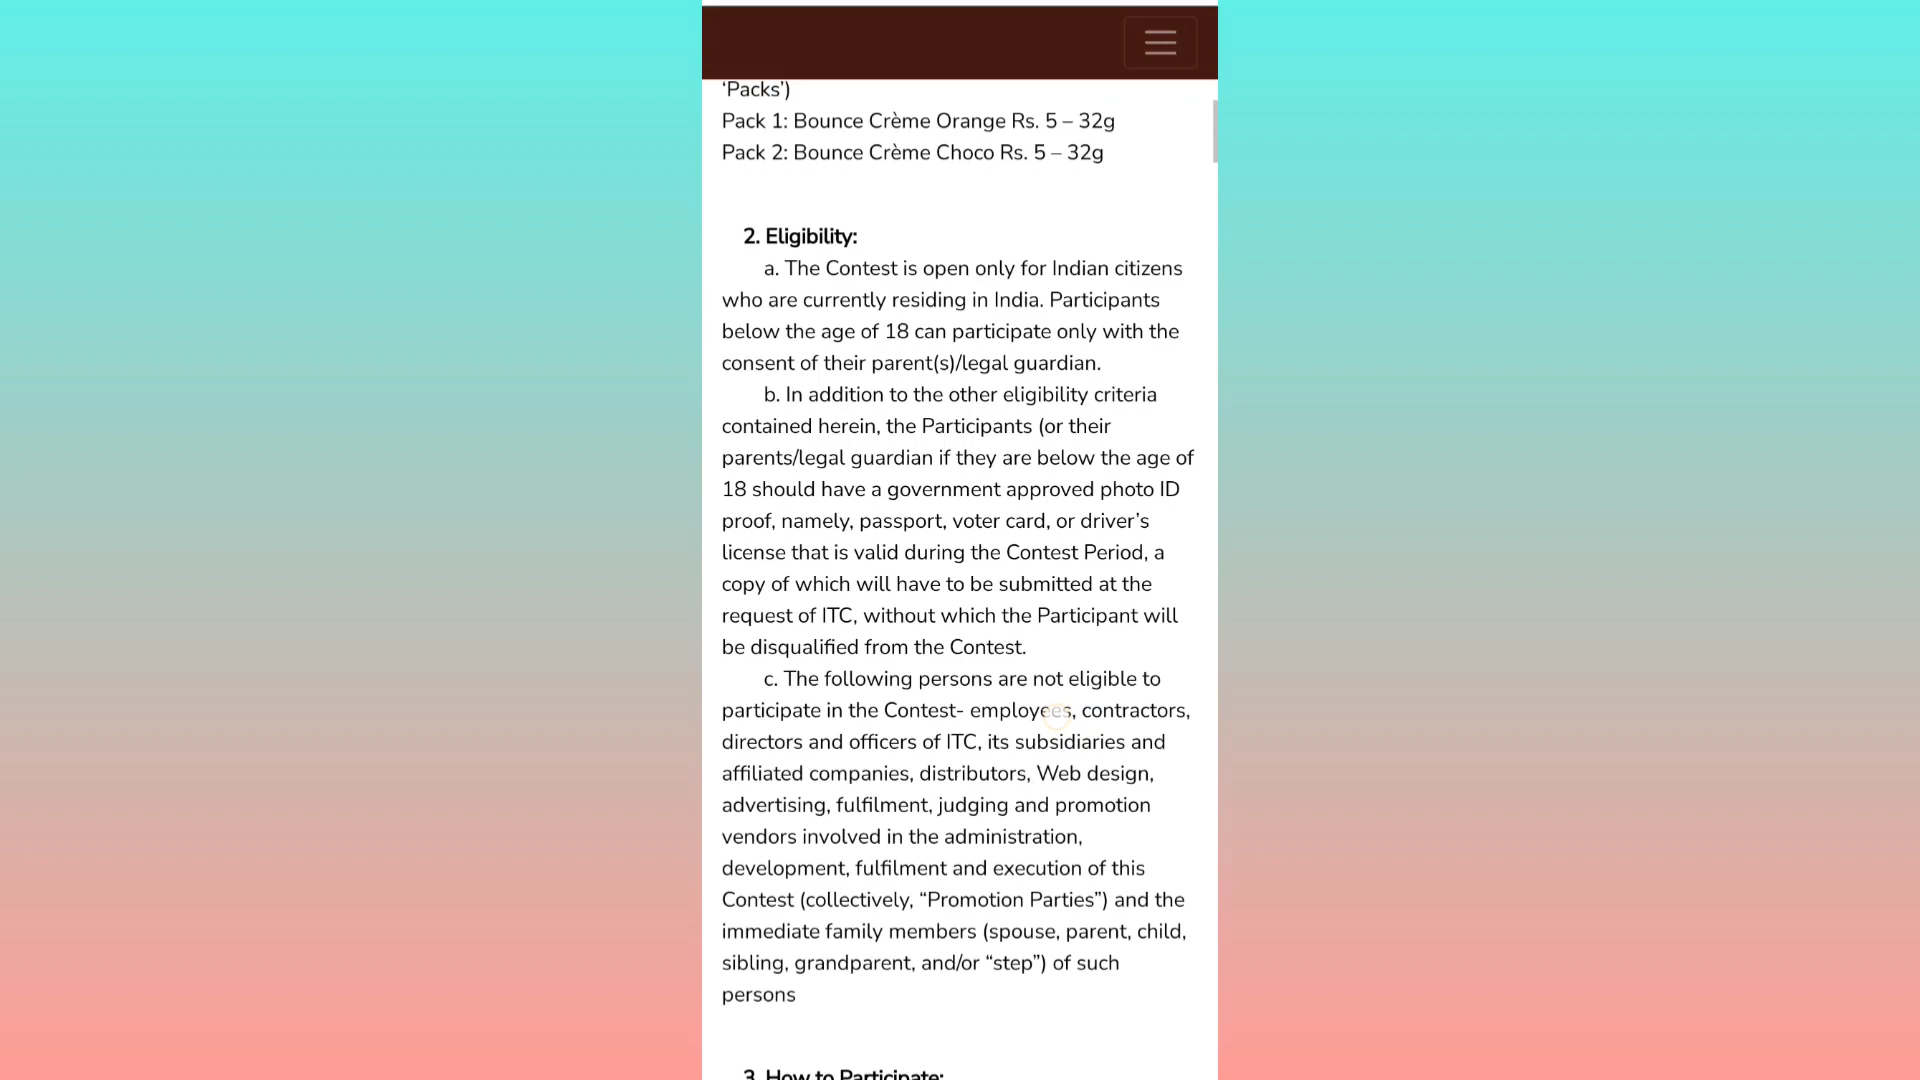 ‘Packs’)
Pack 1: Bounce Crème Orange Rs. 5 – 32g
Pack 2: Bounce Crème Choco Rs. 5 – 32g
2. Eligibility:
a. The Contest is open only for Indian citizens
who are currently residing in India. Participants
below the age of 18 can participate only with the
consent of their parent(s)/legal guardian.
b. In addition to the other eligibility criteria
contained herein, the Participants (or their
parents/legal guardian if they are below the age of
18 should have a government approved photo ID
proof, namely, passport, voter card, or driver’s
license that is valid during the Contest Period, a
copy of which will have to be submitted at the
request of ITC, without which the Participant will
be disqualified from the Contest.
c. The following persons are not eligible to
participate in the Contest- employees, contractors,
directors and officers of ITC, its subsidiaries and
affiliated companies, distributors, Web design,
advertising, fulfilment, judging and promotion
vendors involved in the administration,
development, fulfilment and execution of this
Contest (collectively, “Promotion Parties”) and the
immediate family members (spouse, parent, child,
sibling, grandparent, and/or “step”) of such
persons
3. How to Participate: